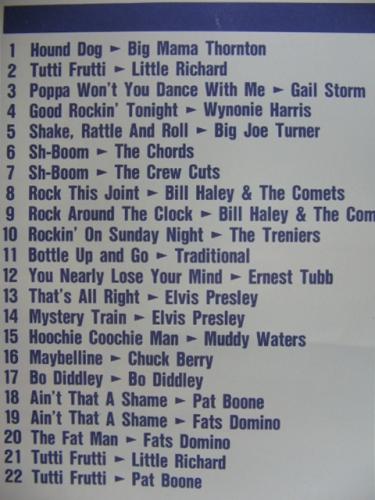 1 Hound Dog ► Big Mama Thornton
2 Tutti Frutti ► Little Richard
3 Poppa Won't You Dance With Me ► Gail Storm
4 Good Rockin' Tonight ► Wynonie Harris
5 Shake, Rattle And Roll ► Big Joe Turner
6 Sh-Boom ► The Chords
7 Sh-Boom ► The Crew Cuts
8 Rock This Joint ► Bill Haley & The Comets
9 Rock Around The Clock ► Bill Haley & The Com
10 Rockin' On Sunday Night ► The Treniers
11 Bottle Up and Go ► Traditional
12 You Nearly Lose Your Mind ► Ernest Tubb
13 That's All Right ► Elvis Presley
14 Mystery Train ► Elvis Presley
15 Hoochie Coochie Man ► Muddy Waters
16 Maybelline ► Chuck Berry
17 Bo Diddley ► Bo Diddley
18 Ain't That A Shame ► Pat Boone
19 Ain't That A Shame ► Fats Domino
20 The Fat Man ► Fats Domino
21 Tutti Frutti ► Little Richard
22 Tutti Frutti ► Pat Boone